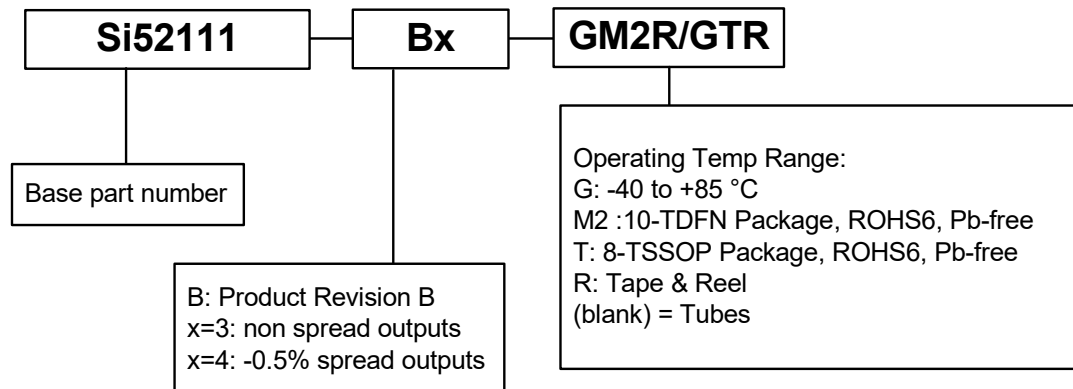 Si52111
Bx
GM2R/GTR
Base part number
B: Product Revision B
x=3: non spread outputs
x=4: -0.5% spread outputs
Operating Temp Range:
G: -40 to +85 °C
M2 :10-TDFN Package, ROHS6, Pb-free
T: 8-TSSOP Package, ROHS6, Pb-free
R: Tape & Reel
(blank) = Tubes